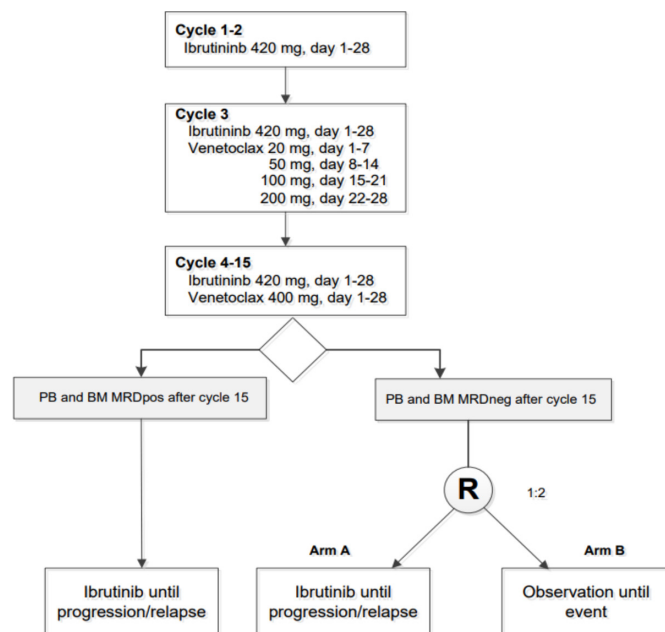 Cycle 1-2
Ibrutininb 420 mg, day 1-28
Cycle 3
Ibrutininb 420 mg, day 1-28
Venetoclax 20 mg, day 1-7
50 mg, day 8-14
100 mg, day 15-21
200 mg, day 22-28
Cycle 4-15
Ibrutininb 420 mg, day 1-28
Venetoclax 400 mg, day 1-28
PB and BM MRDpos after cycle 15
PB and BM MRDneg after cycle 15
R
1:2
Arm A
Arm B
Ibrutinib until
progression/relapse
Ibrutinib until
progression/relapse
Observation until
event